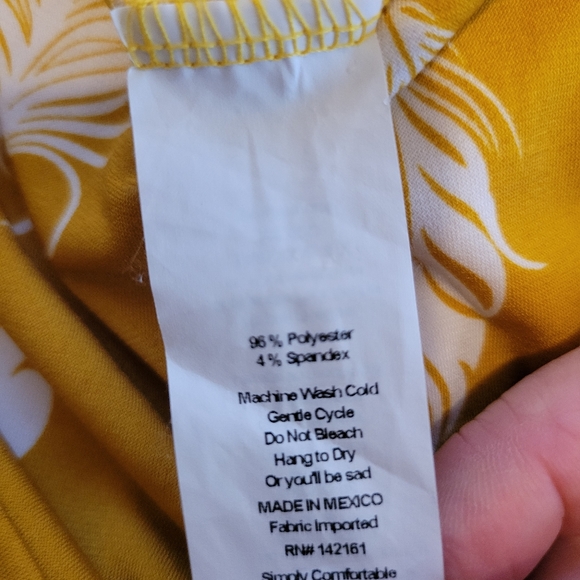 96% Polyester
4% Spandex
Machine Wash Cold
Gentle Cycle
Do Not Bleach
Hang to Dry
Or you'll be sad
MADE IN MEXICO
Fabric Imported
RN# 142161
Simply Comfortable